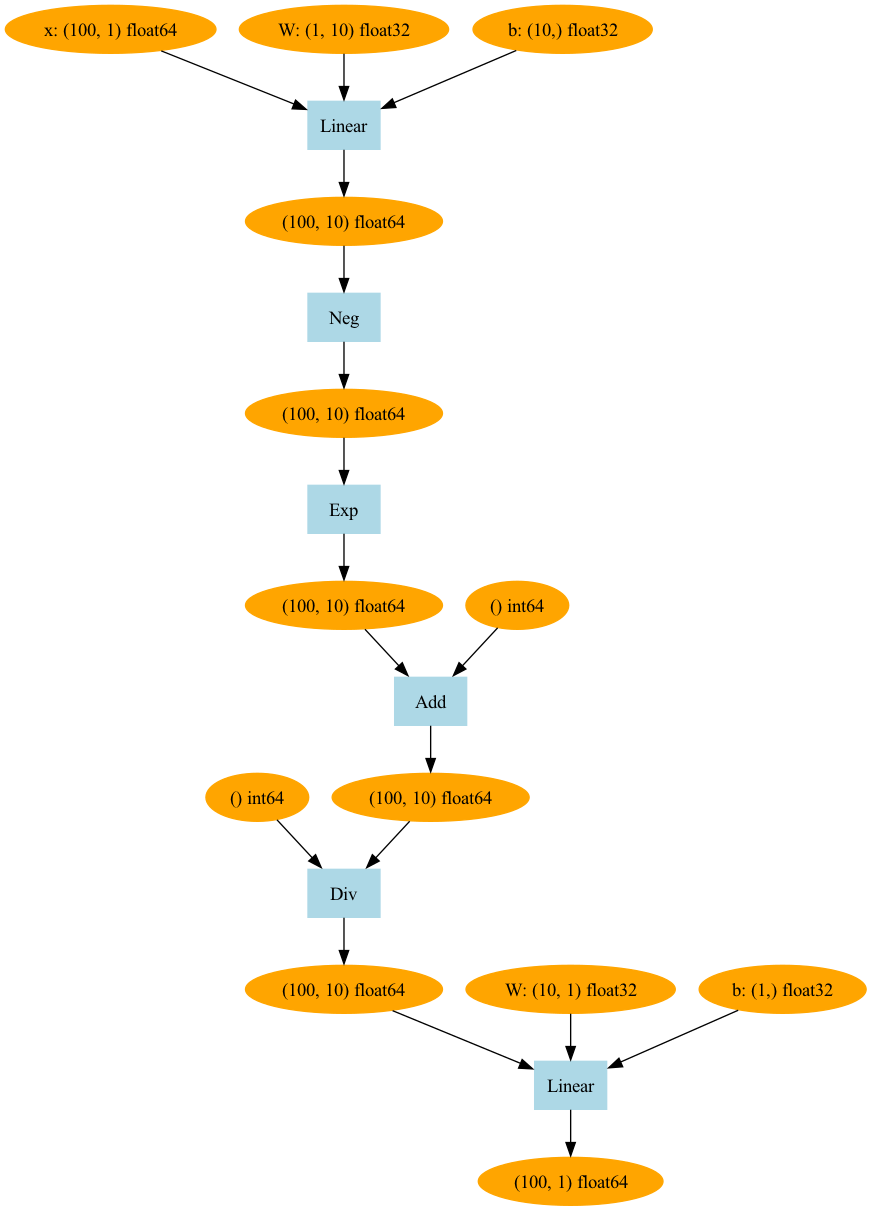 x: (100, 1) float64
W: (1, 10) float32
b: (10,) float32
Linear
(100, 10) float64
Neg
(100, 10) float64
Exp
(100, 10) float64
() int64
Add
() int64
(100, 10) float64
Div
(100, 10) float64
W: (10, 1) float32
b: (1,) float32
Linear
(100, 1) float64